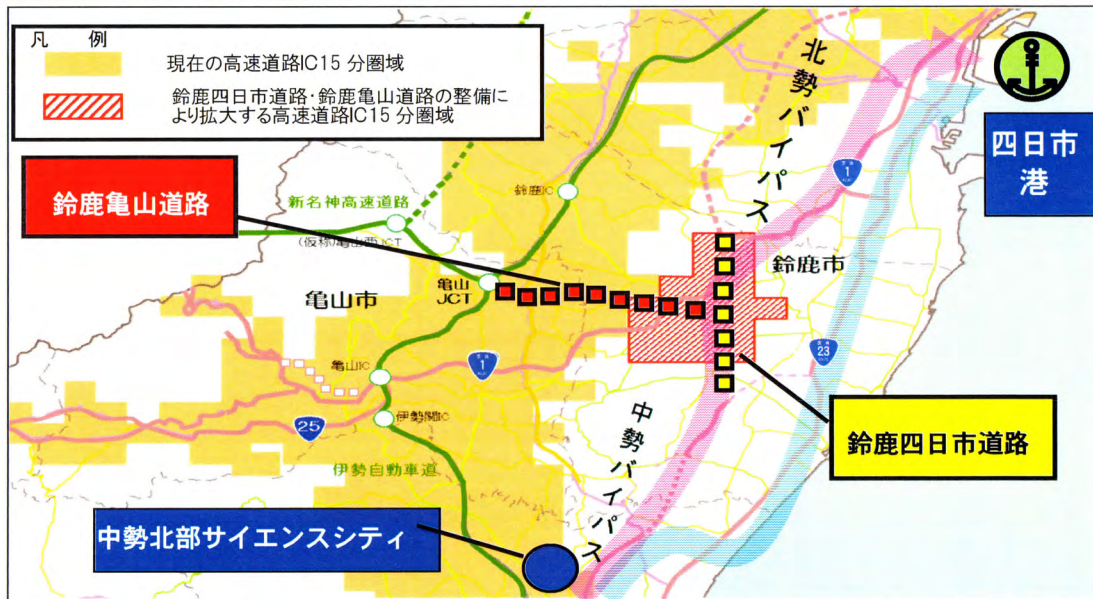 凡 例
現在の高速道路IC15 分圏域
鈴鹿四日市道路・鈴鹿亀山道路の整備に
より拡大する高速道路IC15 分圏域
北勢バイパス
四日市
港
国道
1
鈴鹿亀山道路
鈴鹿IC
新名神高速道路
(仮称)亀山西JCT
鈴鹿市
亀山市
亀山
JCT
国道
23
亀山IC
国道
1
伊勢関IC
25
中勢バイパス
鈴鹿四日市道路
伊勢自動車道
中勢北部サイエンスシティ